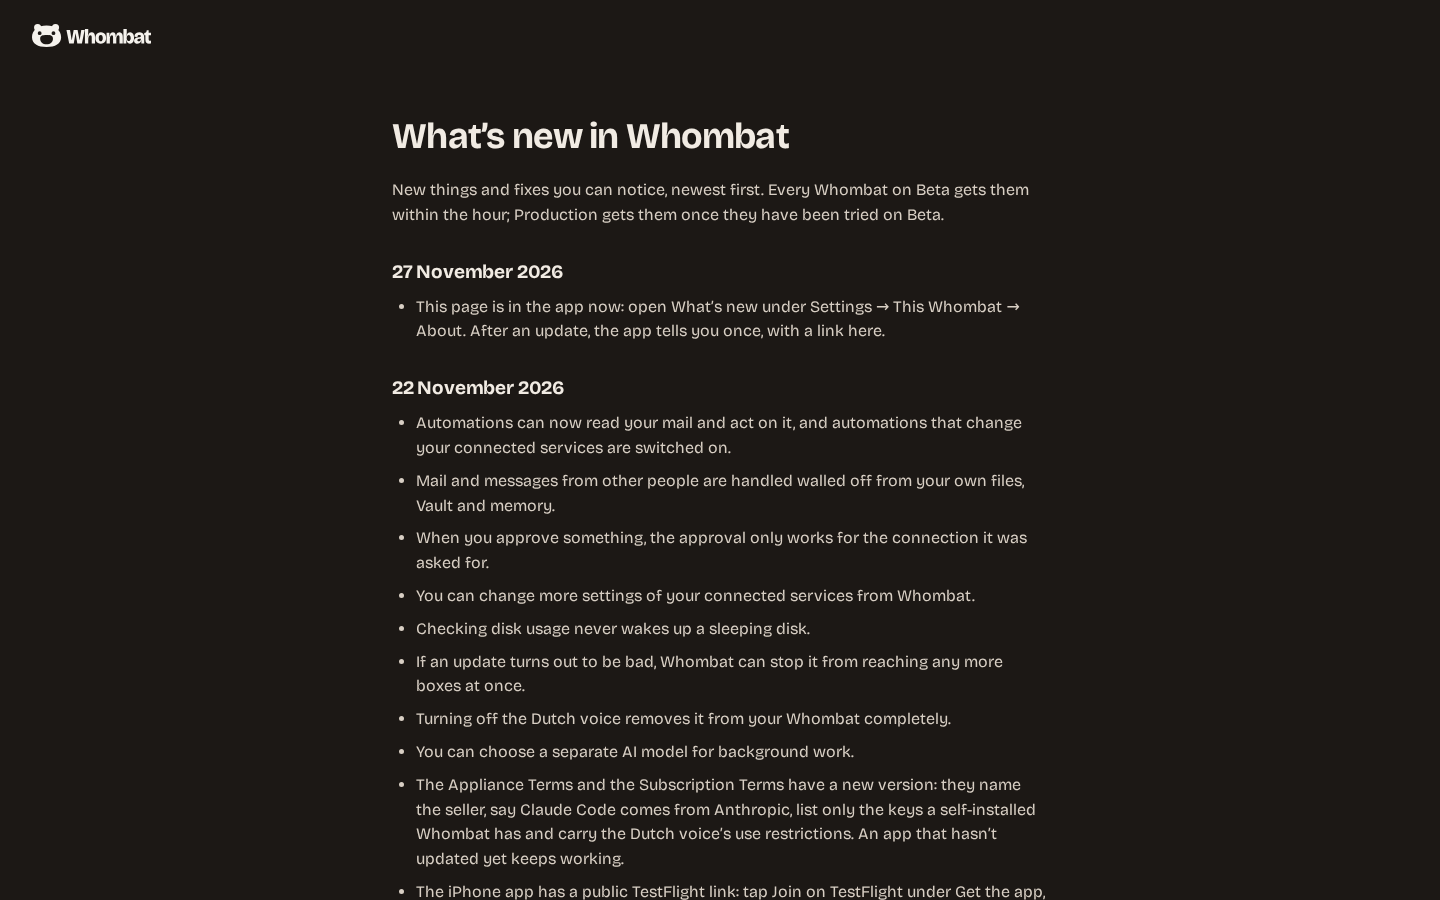 Whombat
What's new in Whombat
New things and fixes you can notice, newest first. Every Whombat on Beta gets them
within the hour; Production gets them once they have been tried on Beta.
27 November 2026
• This page is in the app now: open What's new under Settings → This Whombat →
About. After an update, the app tells you once, with a link here.
22 November 2026
• Automations can now read your mail and act on it, and automations that change
your connected services are switched on.
• Mail and messages from other people are handled walled off from your own files,
Vault and memory.
• When you approve something, the approval only works for the connection it was
asked for.
• You can change more settings of your connected services from Whombat.
• Checking disk usage never wakes up a sleeping disk.
• If an update turns out to be bad, Whombat can stop it from reaching any more
boxes at once.
• Turning off the Dutch voice removes it from your Whombat completely.
• You can choose a separate AI model for background work.
• The Appliance Terms and the Subscription Terms have a new version: they name
the seller, say Claude Code comes from Anthropic, list only the keys a self-installed
Whombat has and carry the Dutch voice's use restrictions. An app that hasn't
updated yet keeps working.
• The iPhone app has a public TestFlight link: tap Join on TestFlight under Get the app,